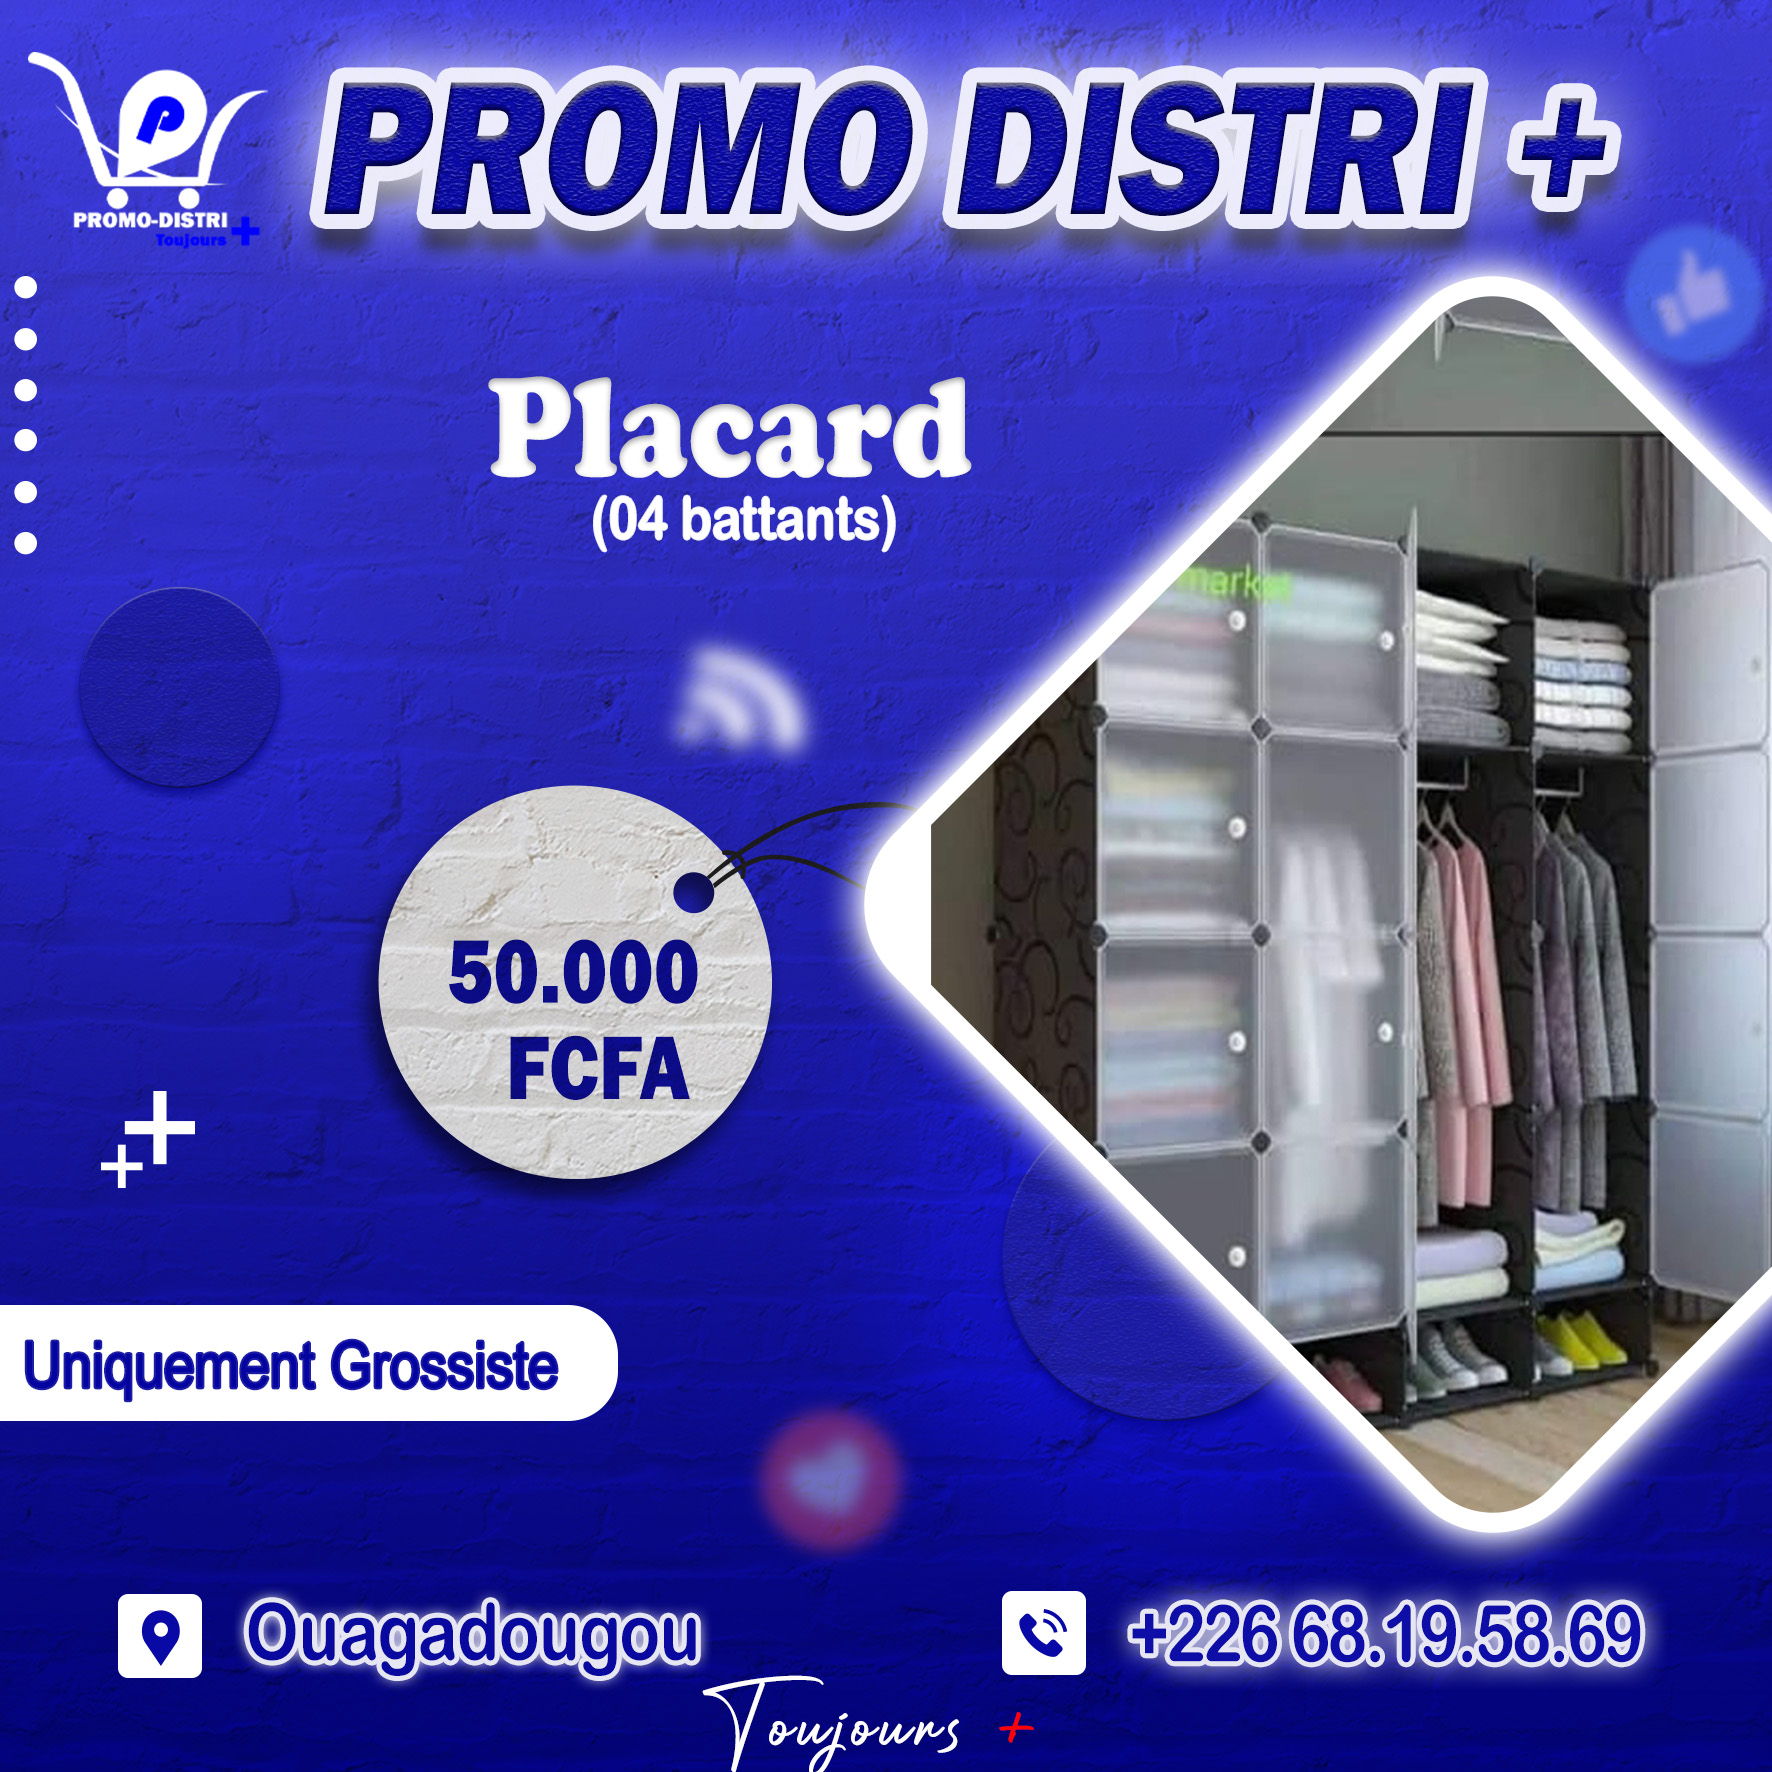 P
PROMO-DISTRI
Toujours +
PROMO DISTRI +
Placard
(04 battants)
market
50.000
FCFA
Uniquement Grossiste
Ouagadougou
+226 68.19.58.69
Toujours +